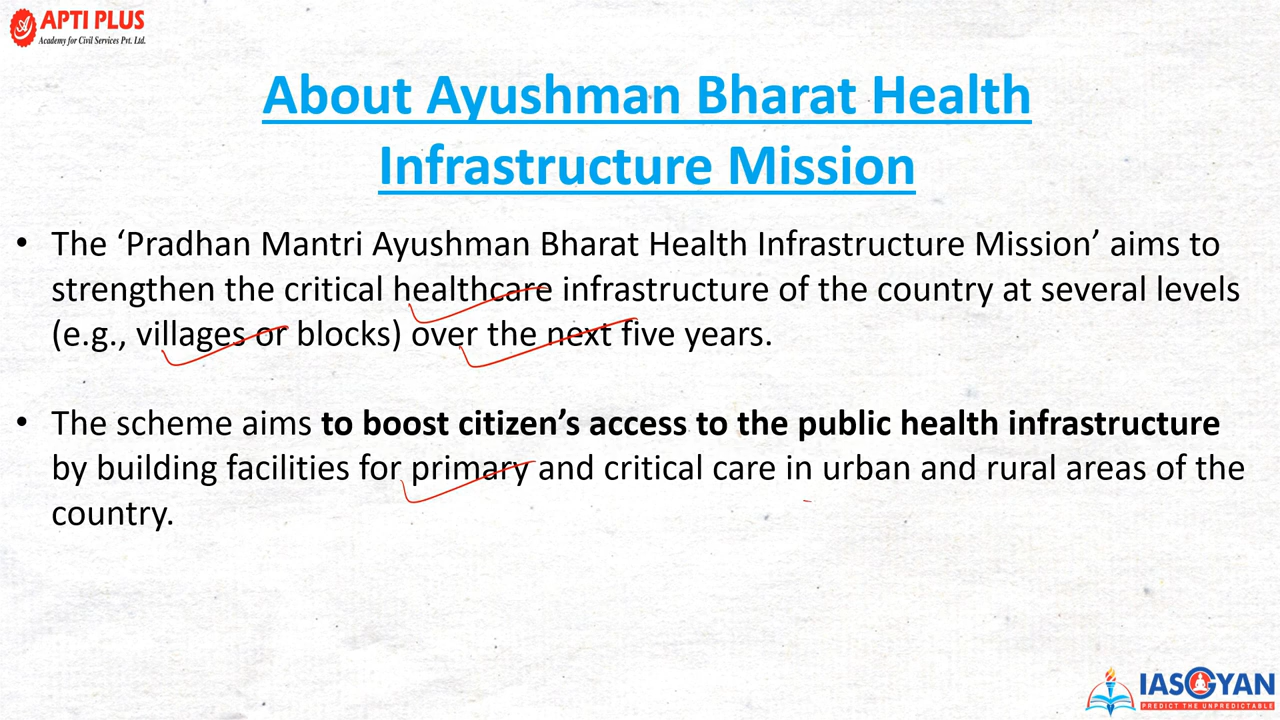 APTI PLUS
Academy for Civil Services Pvt. Ltd.
About Ayushman Bharat Health
Infrastructure Mission
• The ‘Pradhan Mantri Ayushman Bharat Health Infrastructure Mission’ aims to
strengthen the critical healthcare infrastructure of the country at several levels
(e.g., villages or blocks) over the next five years.
• The scheme aims to boost citizen’s access to the public health infrastructure
by building facilities for primary and critical care in urban and rural areas of the
country.
IASGYAN
PREDICT THE UNPREDICTABLE